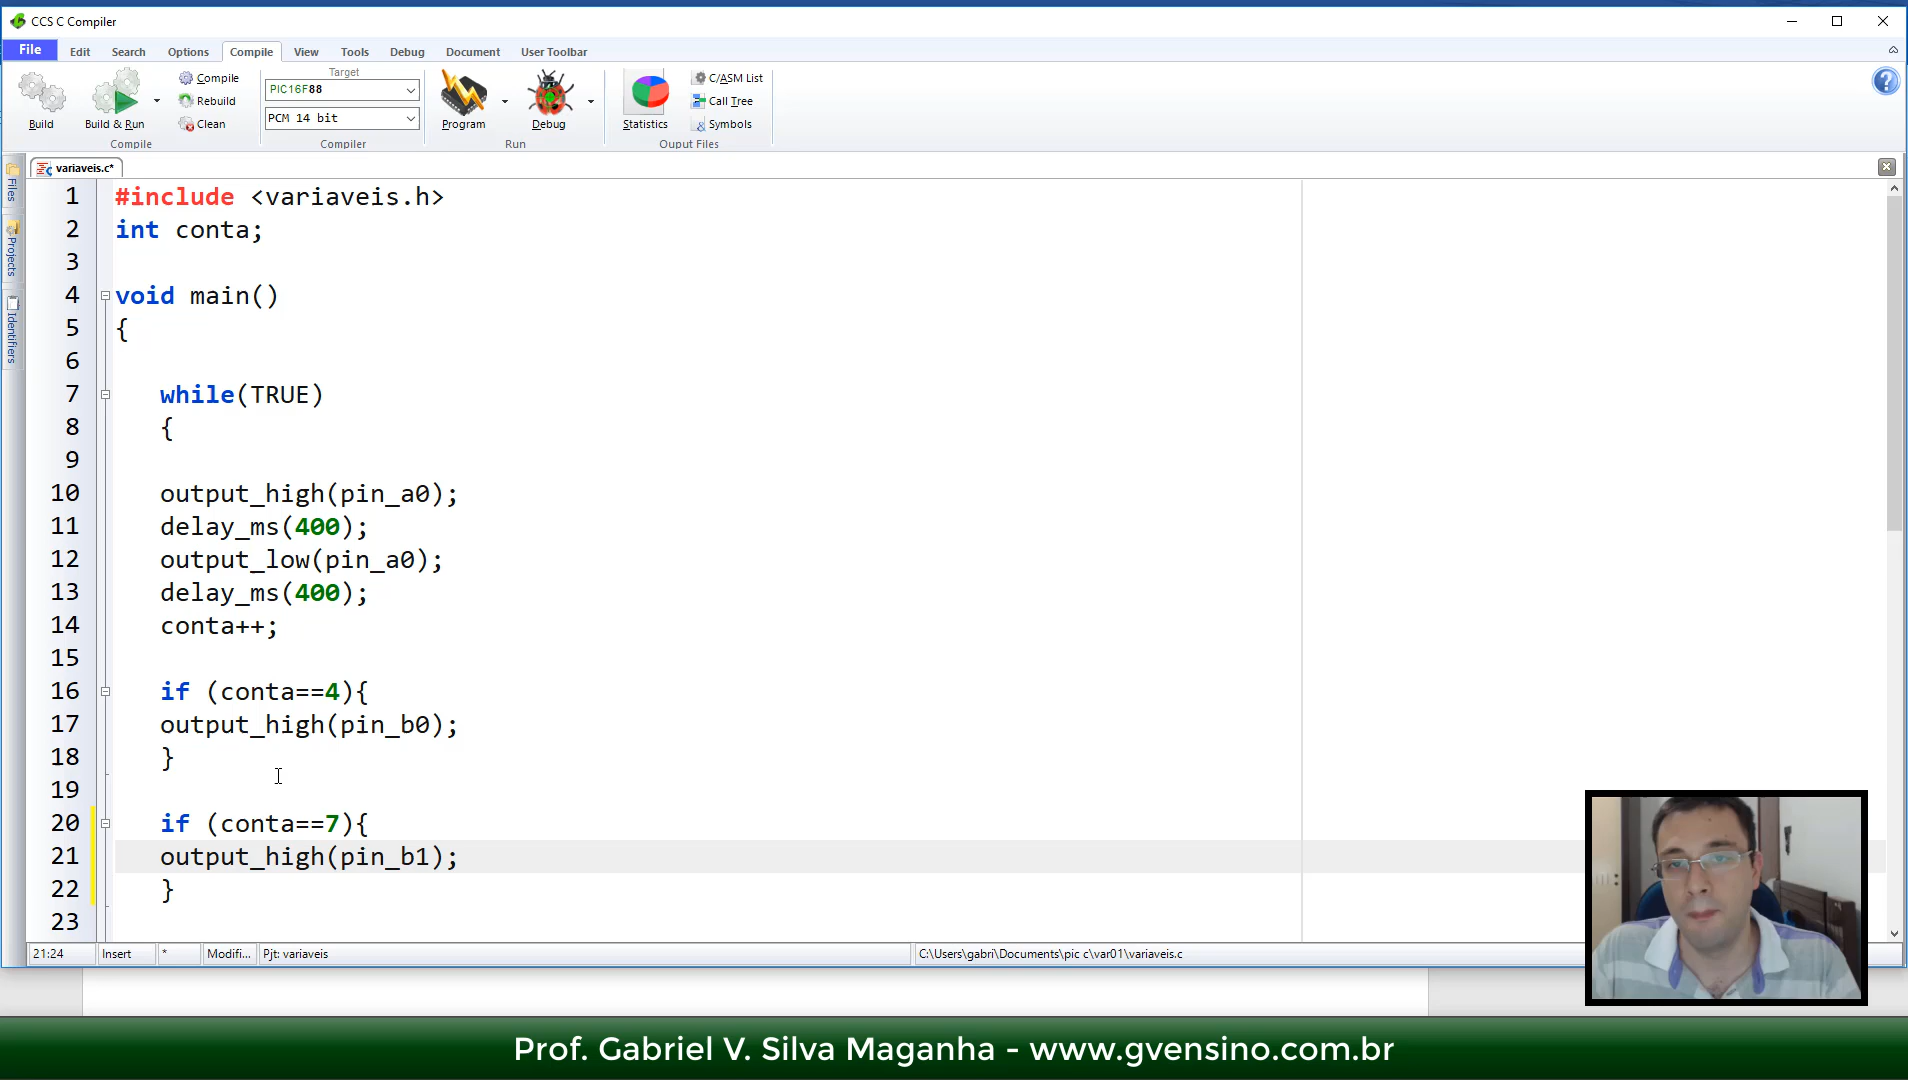 CCS C Compiler
File Edit Search Options Compile View Tools Debug Document User Toolbar
Build
Build & Run
Compile
Rebuild
Clean
Compile
Target
PIC16F88
PCM 14 bit
Compiler
Program
Debug
Run
Statistics
C/ASM List
Call Tree
Symbols
Ouput Files
Files
Projects
Identifiers
variaveis.c*
1 #include <variaveis.h>
2 int conta;
3
4 void main()
5 {
6
7 while(TRUE)
8 {
9
10 output_high(pin_a0);
11 delay_ms(400);
12 output_low(pin_a0);
13 delay_ms(400);
14 conta++;
15
16 if (conta==4){
17 output_high(pin_b0);
18 }
19
20 if (conta==7){
21 output_high(pin_b1);
22 }
23
21:24 Insert * Modifi... Pjt: variaveis C:\Users\gabri\Documents\pic c\var01\variaveis.c
Prof. Gabriel V. Silva Maganha - www.gvensino.com.br